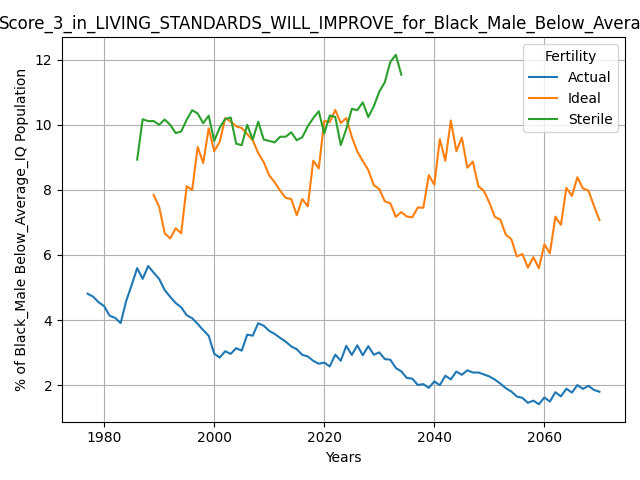 Score_3_in_LIVING_STANDARDS_WILL_IMPROVE_for_Black_Male_Below_Avera
% of Black_Male Below_Average_IQ Population
12
10
8
6
4
2
Fertility
Actual
Ideal
Sterile
1980 2000 2020 2040 2060
Years